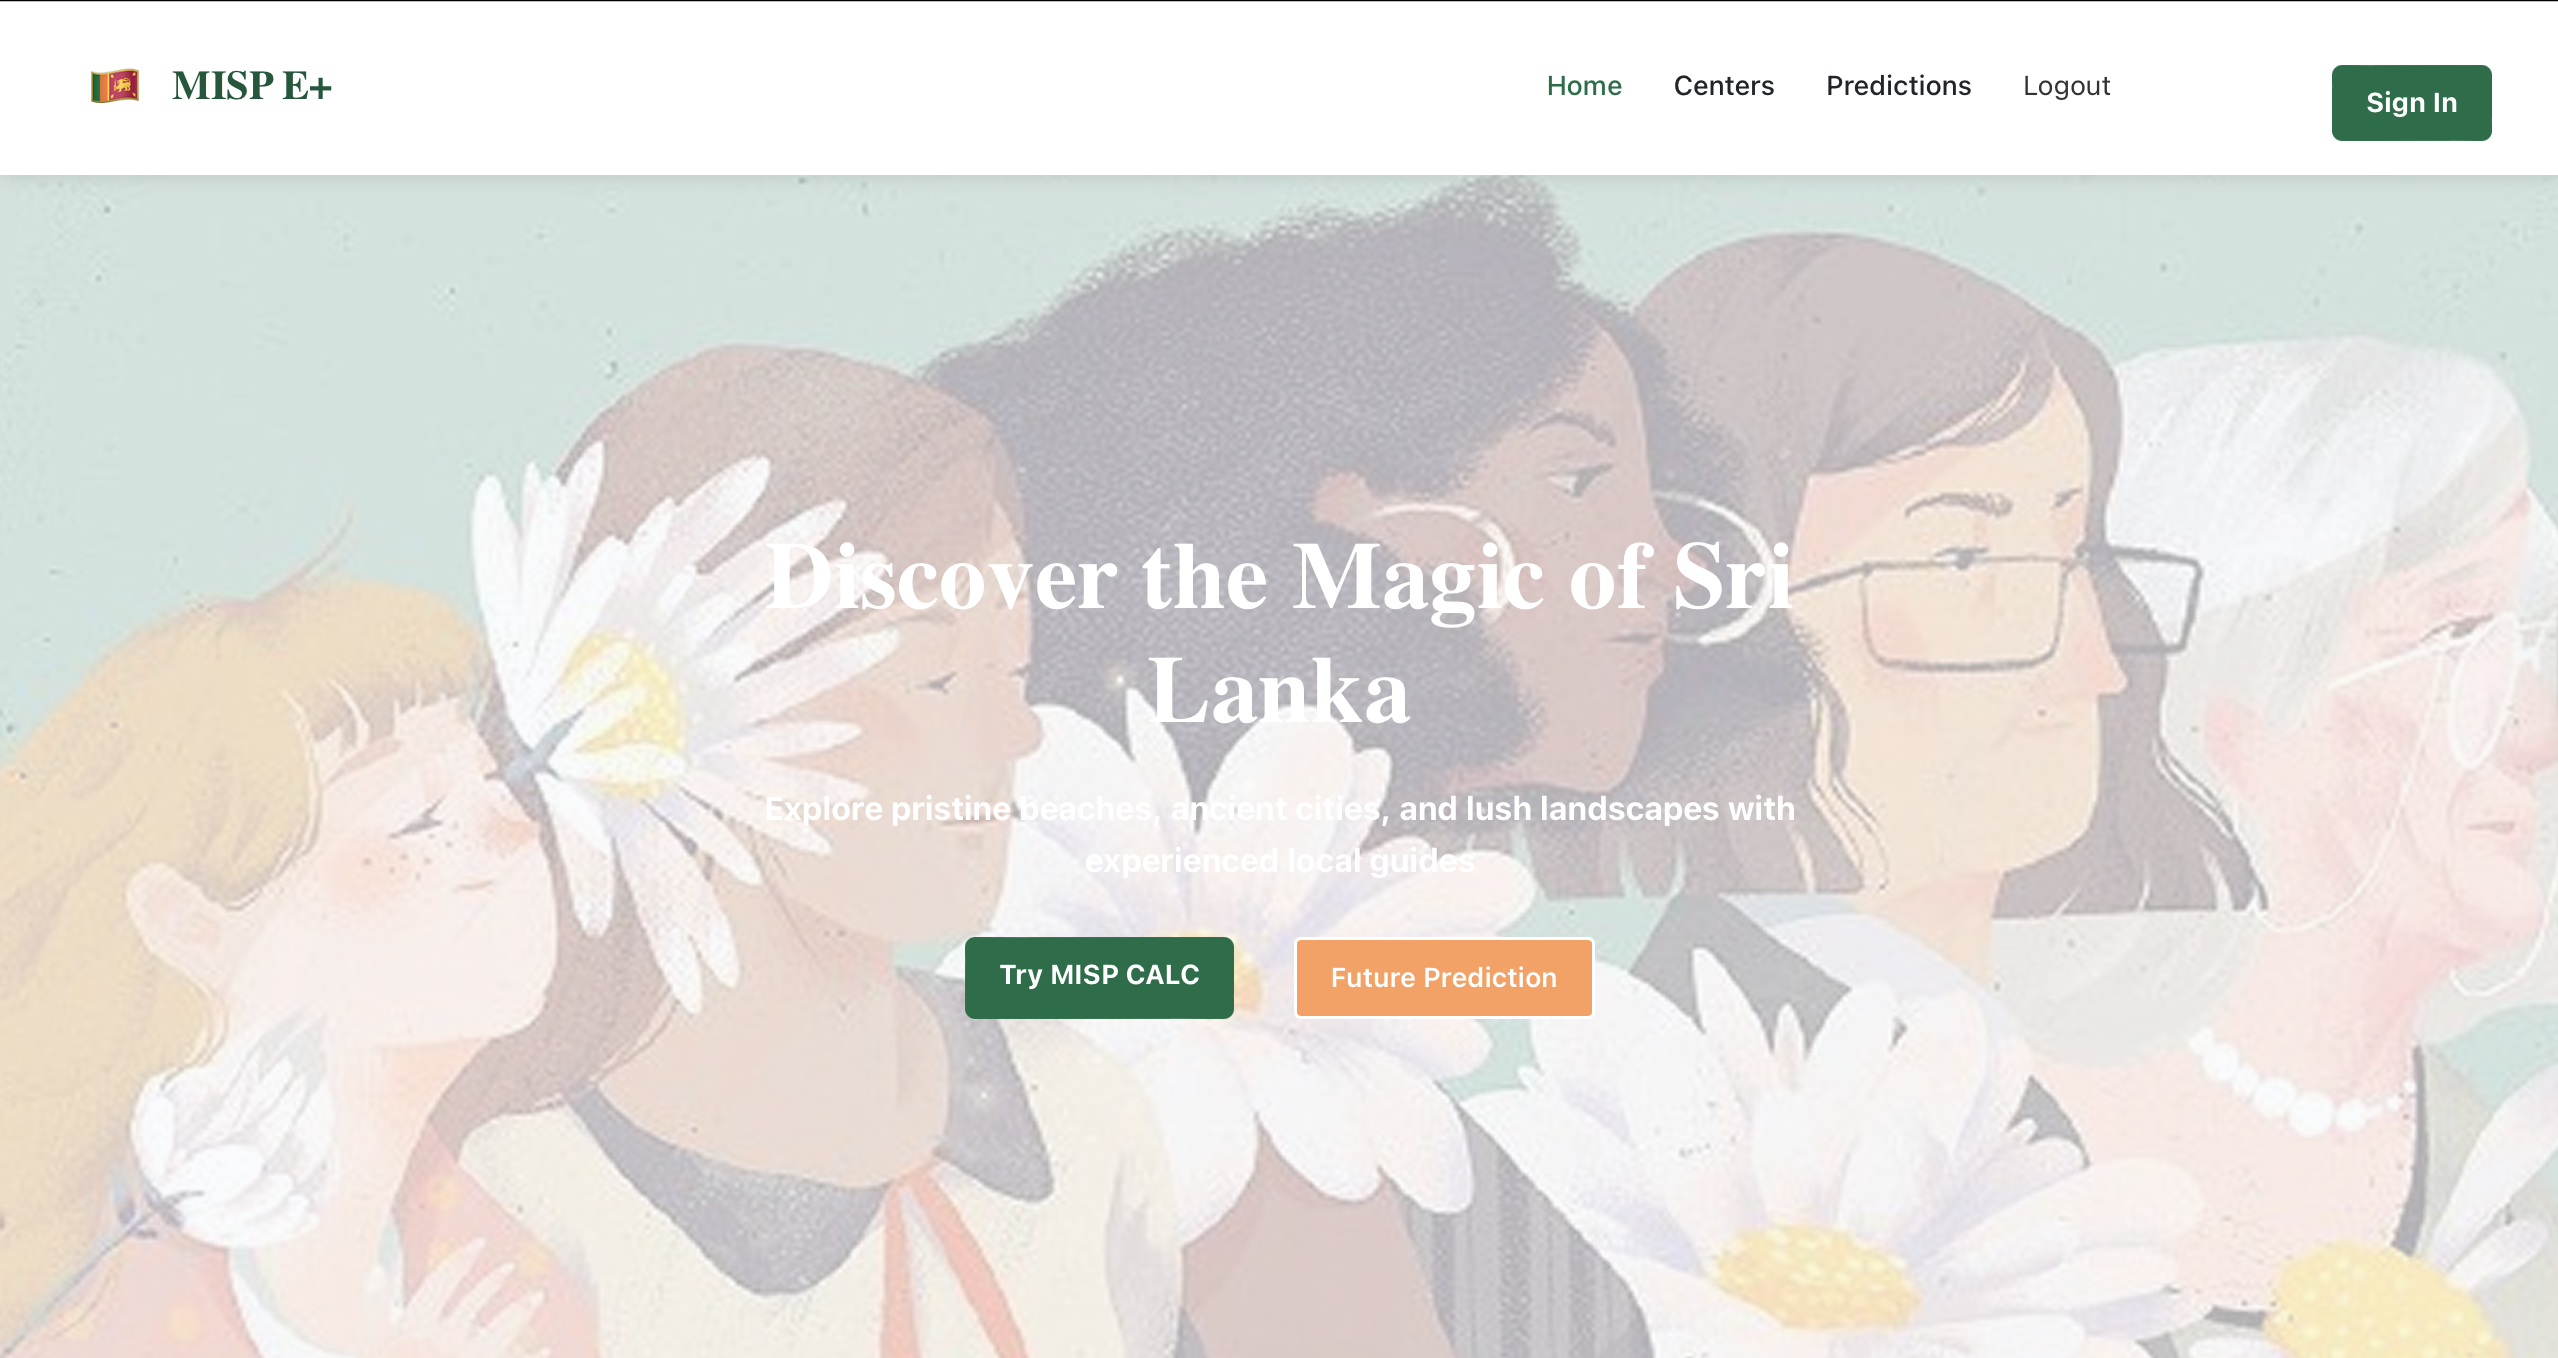 MISP E+
Home
Centers
Predictions
Logout
Sign In
Discover the Magic of Sri
Lanka
Explore pristine beaches, ancient cities, and lush landscapes with
experienced local guides
Try MISP CALC
Future Prediction